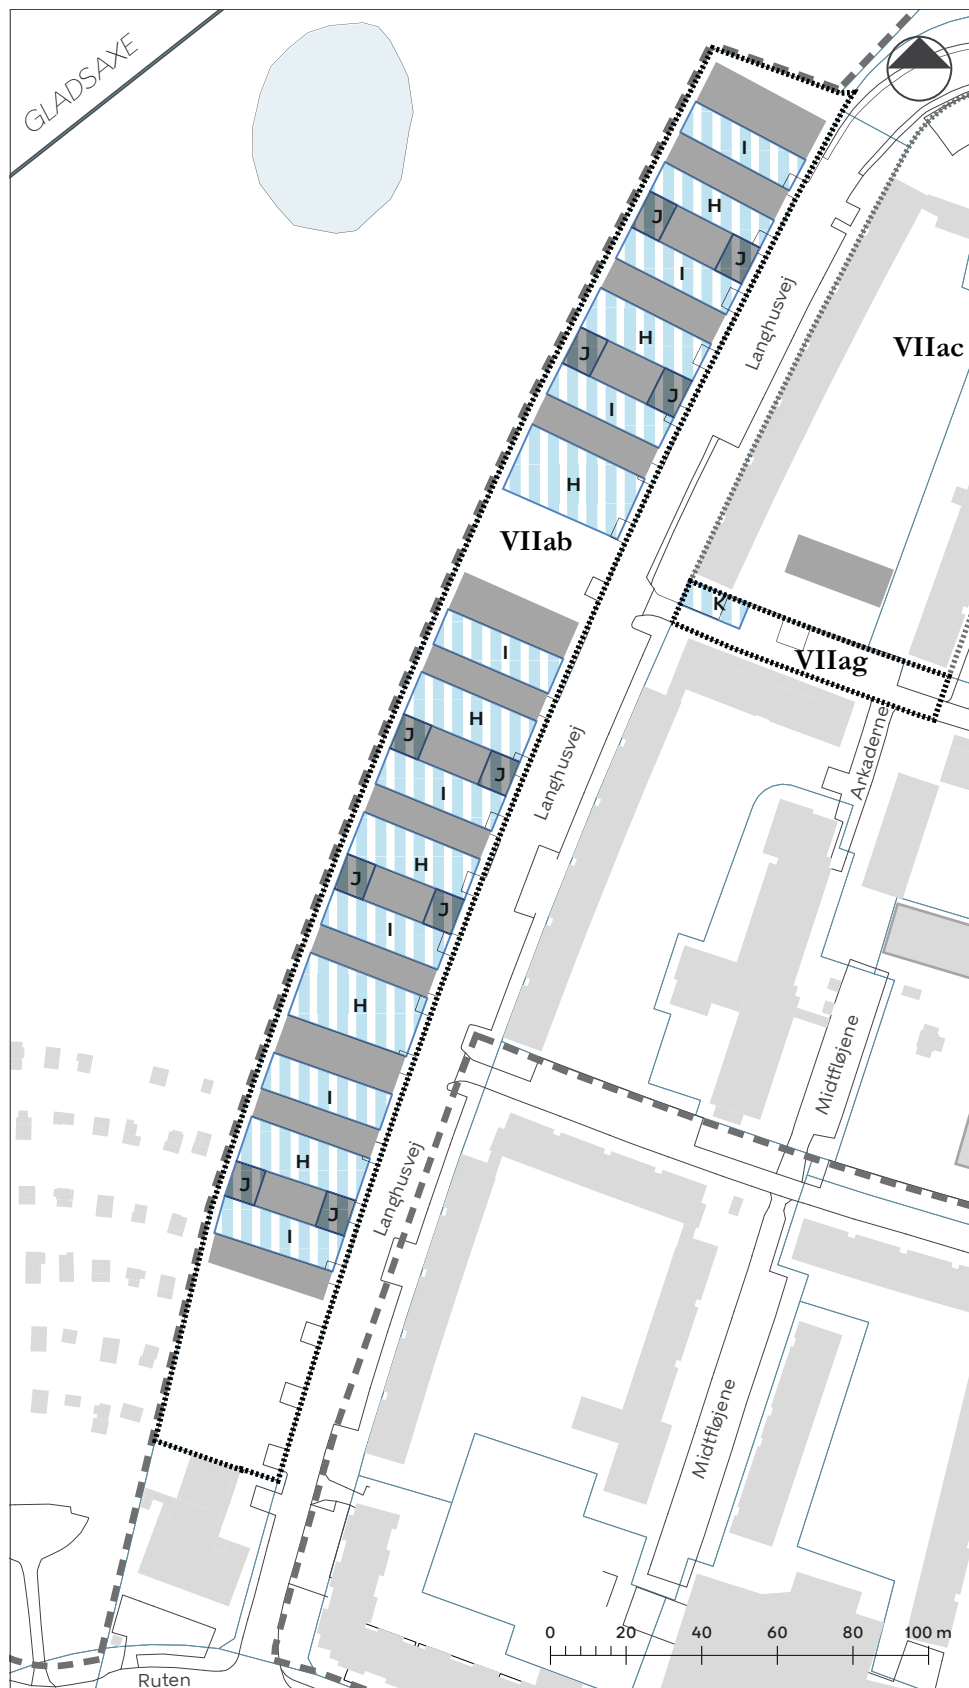 GLADSAXE
I
H
J
J
I
Langhusvej
H
VIIac
J
J
I
H
VIIab
K
I
VIIag
H
Arkaderne
J
Langhusvej
J
I
H
J
J
I
H
Midtfløjene
I
H
Langhusvej
J
J
I
Midtfløjene
0 20 40 60 80 100 m
Ruten